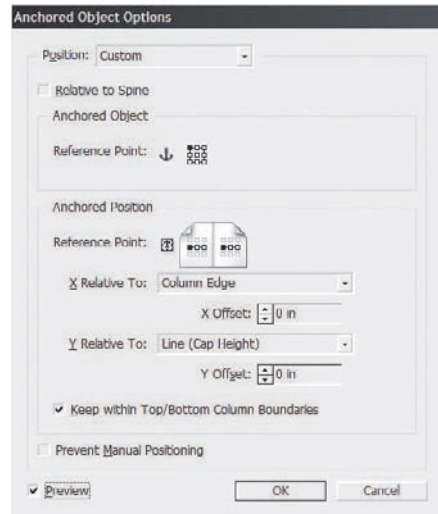 Anchored Object Options
Position: Custom
Relative to Spine
Anchored Object
Reference Point:
Anchored Position
Reference Point:
X Relative To: Column Edge
X Offset: 0 in
Y Relative To: Line (Cap Height)
Y Offset: 0 in
Keep within Top/Bottom Column Boundaries
Prevent Manual Positioning
Preview OK Cancel